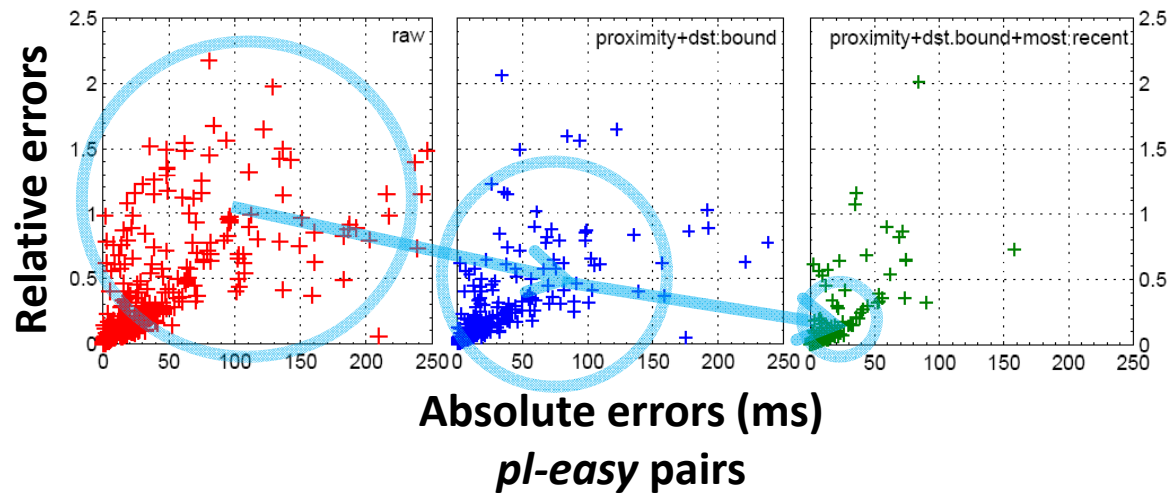 Relative errors
2.5
2
1.5
1
0.5
0
raw
0 50 100 150 200 250
proximity+dst.bound
0 50 100 150 200 250
proximity+dst.bound+most recent
0 50 100 150 200 250
2.5
2
1.5
1
0.5
0
Absolute errors (ms)
pl-easy pairs